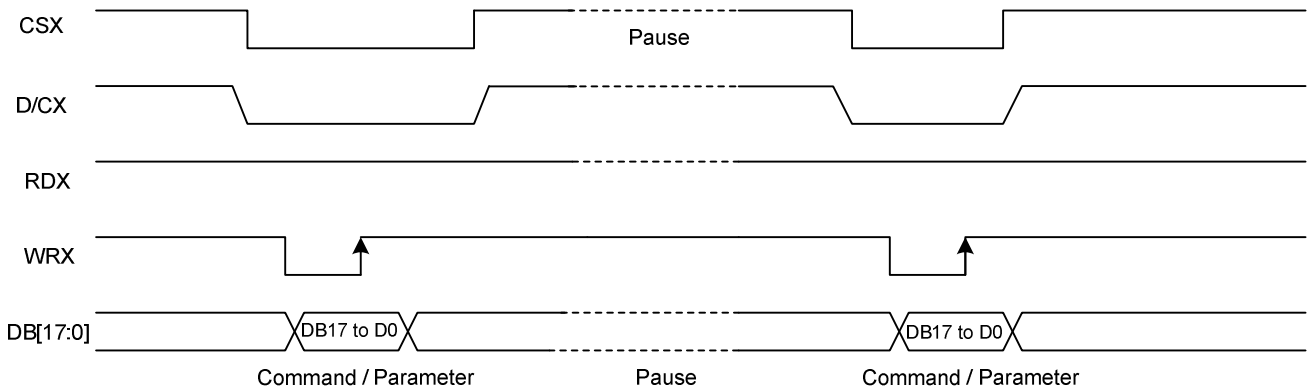 CSX
Pause
D/CX
RDX
WRX
DB[17:0]
DB17 to D0
DB17 to D0
Command / Parameter
Pause
Command / Parameter